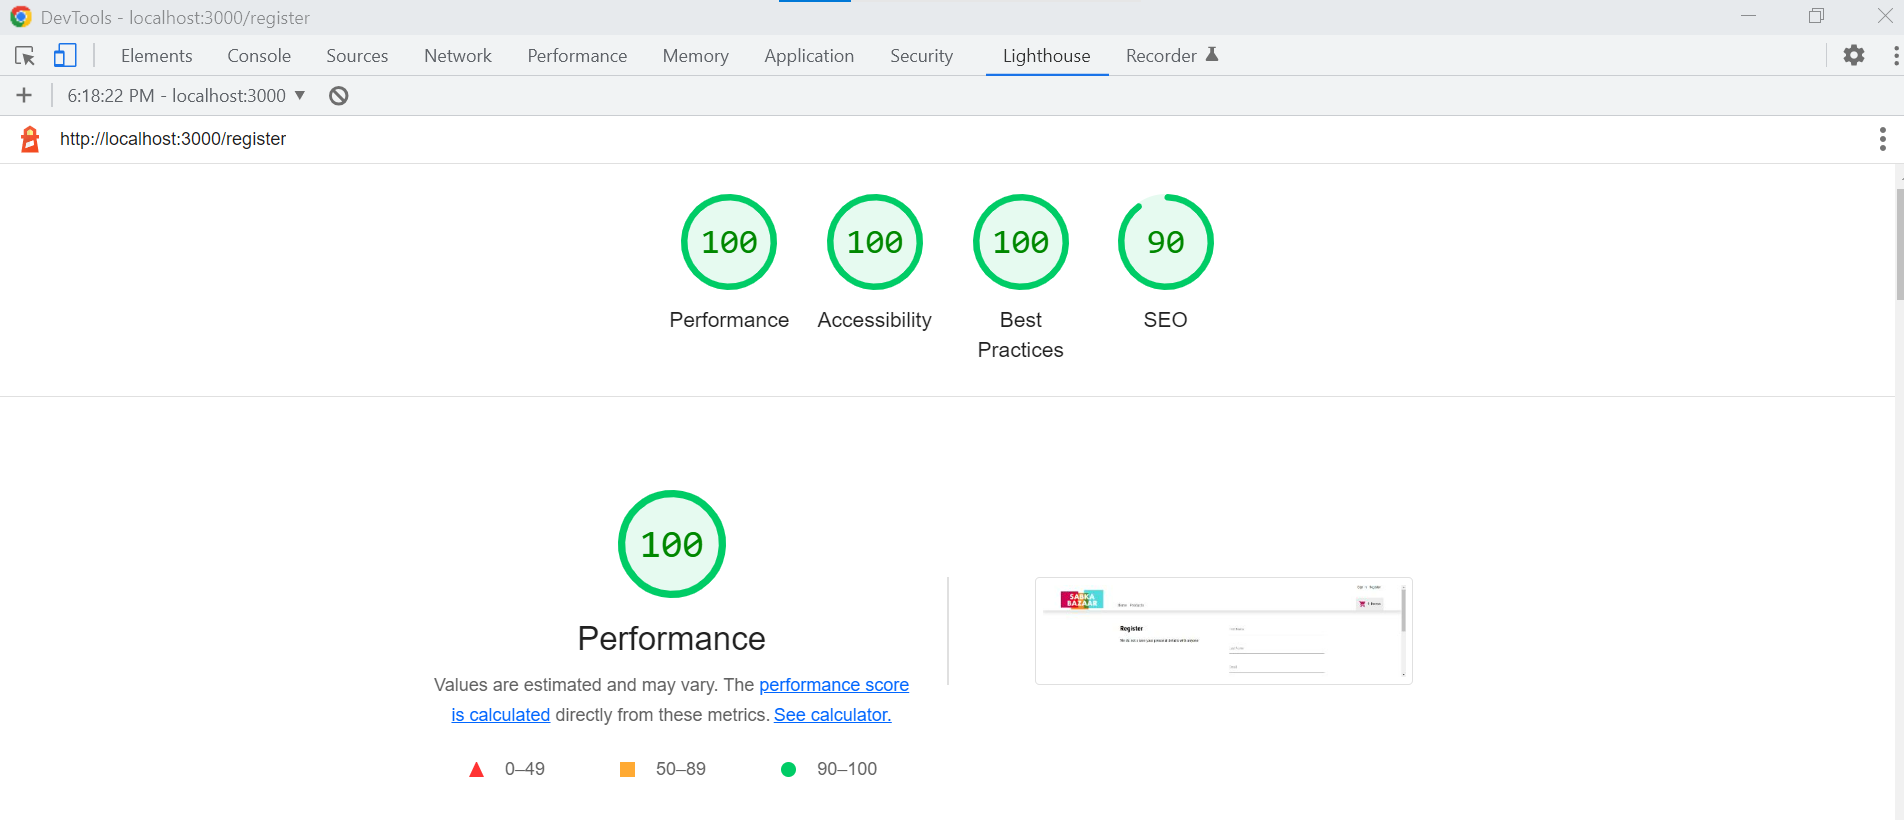 DevTools - localhost:3000/register
Elements Console Sources Network Performance Memory Application Security Lighthouse Recorder
6:18:22 PM - localhost:3000
http://localhost:3000/register
100 100 100 90
Performance Accessibility Best Practices SEO
100
Performance
Values are estimated and may vary. The performance score
is calculated directly from these metrics. See calculator.
0–49 50–89 90–100
SABKA
BAZAAR
Home Products
Register